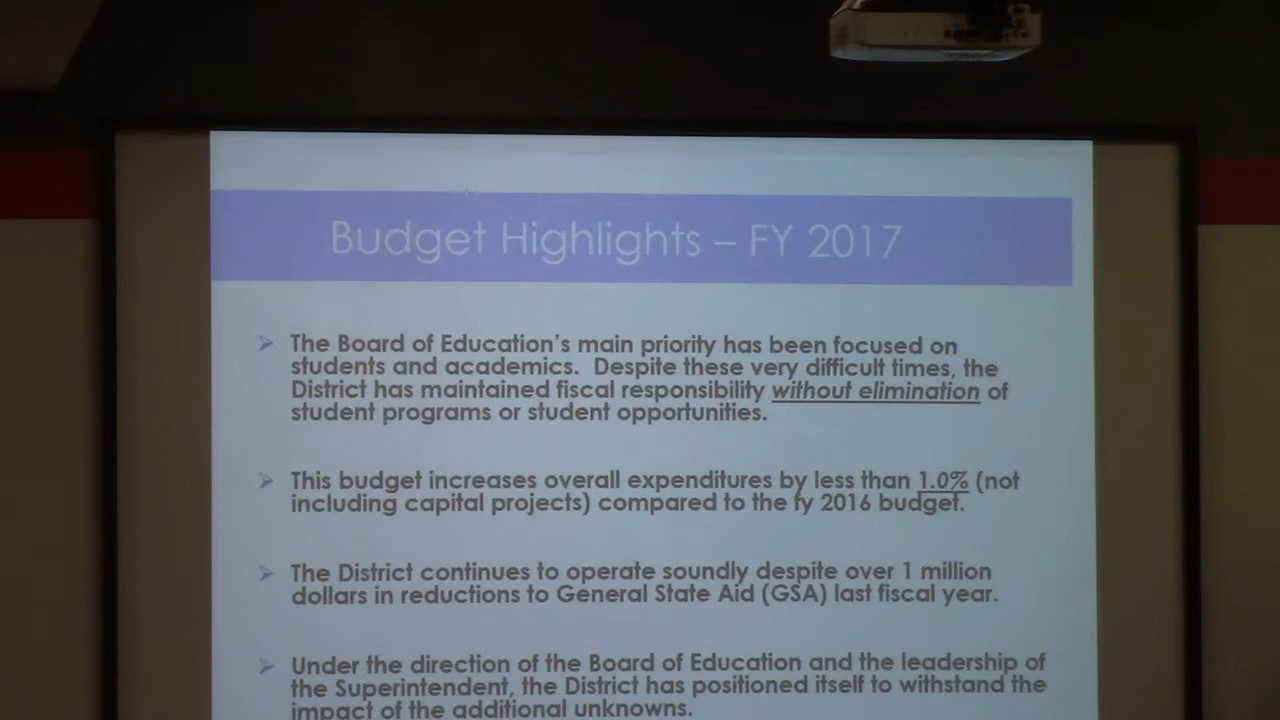 Budget Highlights – FY 2017
The Board of Education's main priority has been focused on
students and academics. Despite these very difficult times, the
District has maintained fiscal responsibility without elimination of
student programs or student opportunities.
This budget increases overall expenditures by less than 1.0% (not
including capital projects) compared to the fy 2016 budget.
The District continues to operate soundly despite over 1 million
dollars in reductions to General State Aid (GSA) last fiscal year.
Under the direction of the Board of Education and the leadership of
the Superintendent, the District has positioned itself to withstand the
impact of the additional unknowns.